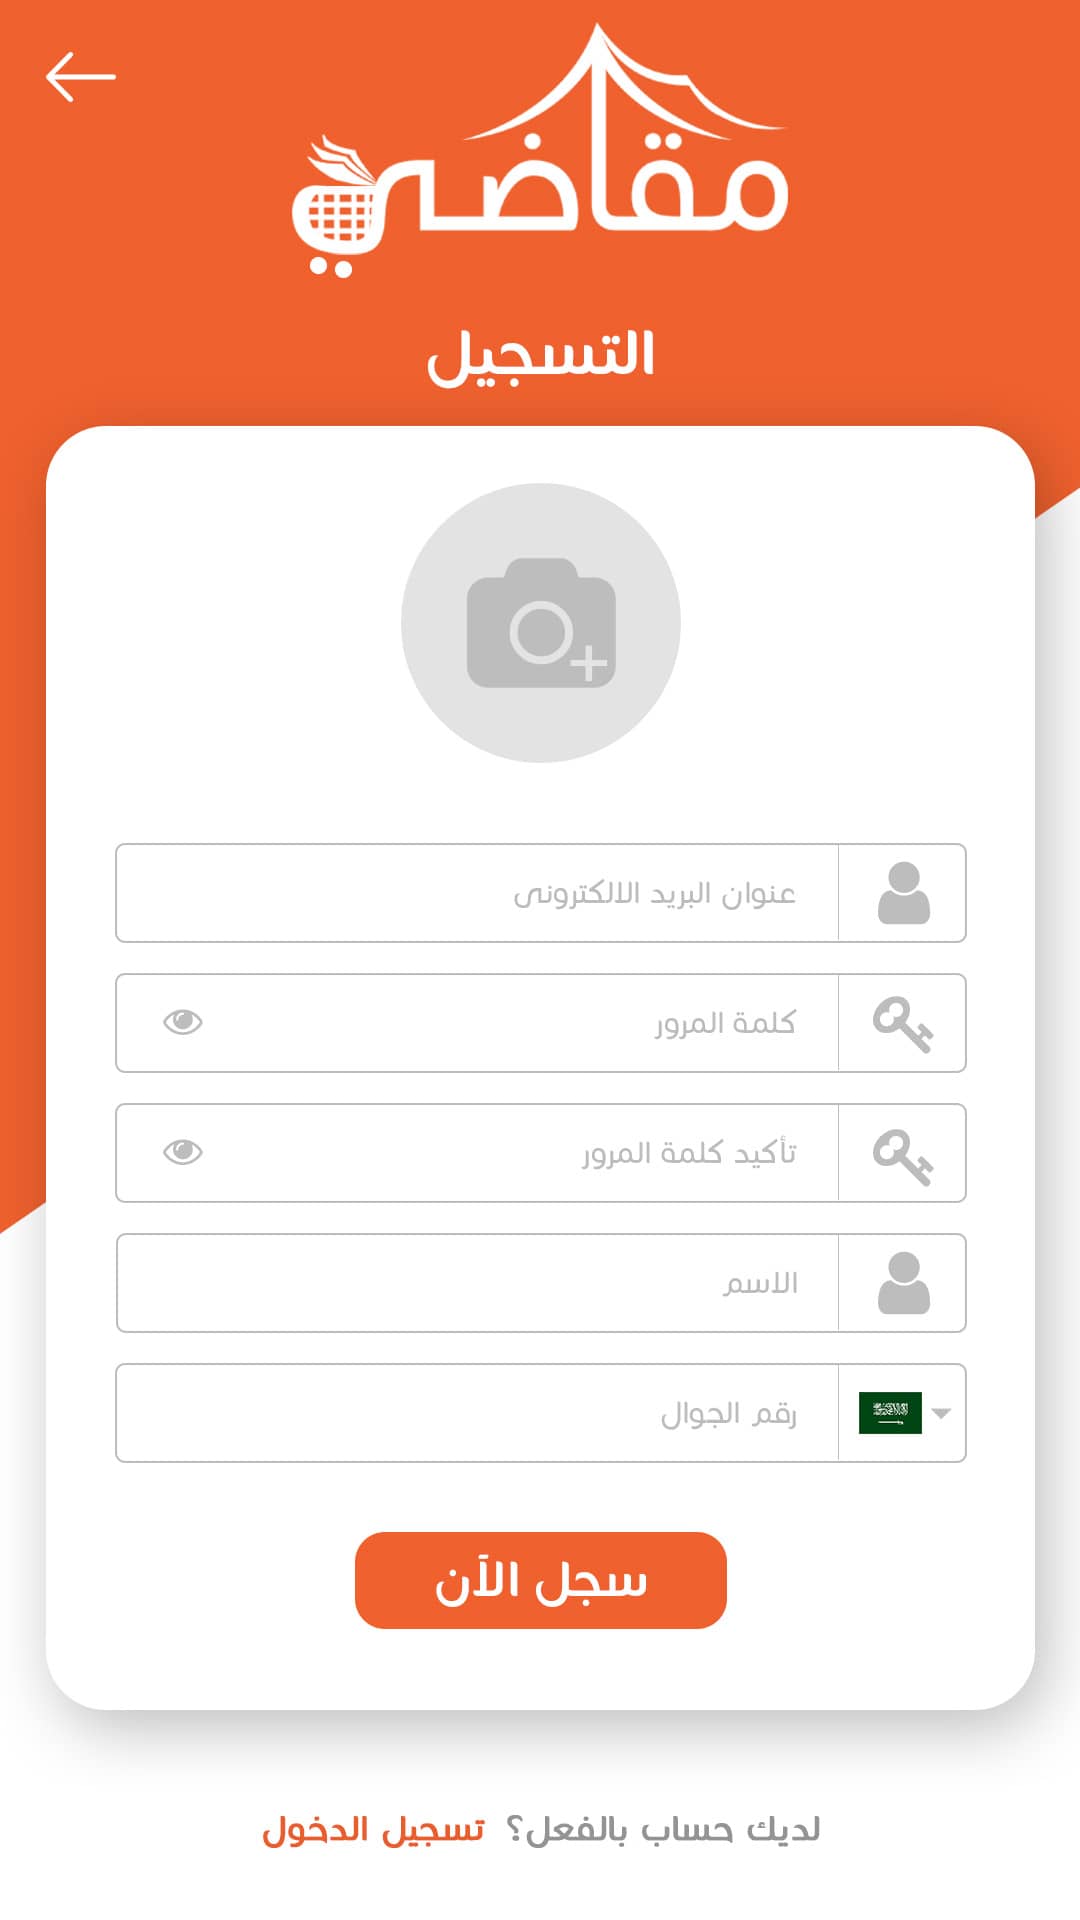 مقاضي
التسجيل
عنوان البريد الالكترونى
كلمة المرور
تأكيد كلمة المرور
الاسم
رقم الجوال
سجل الآن
لديك حساب بالفعل؟ تسجيل الدخول